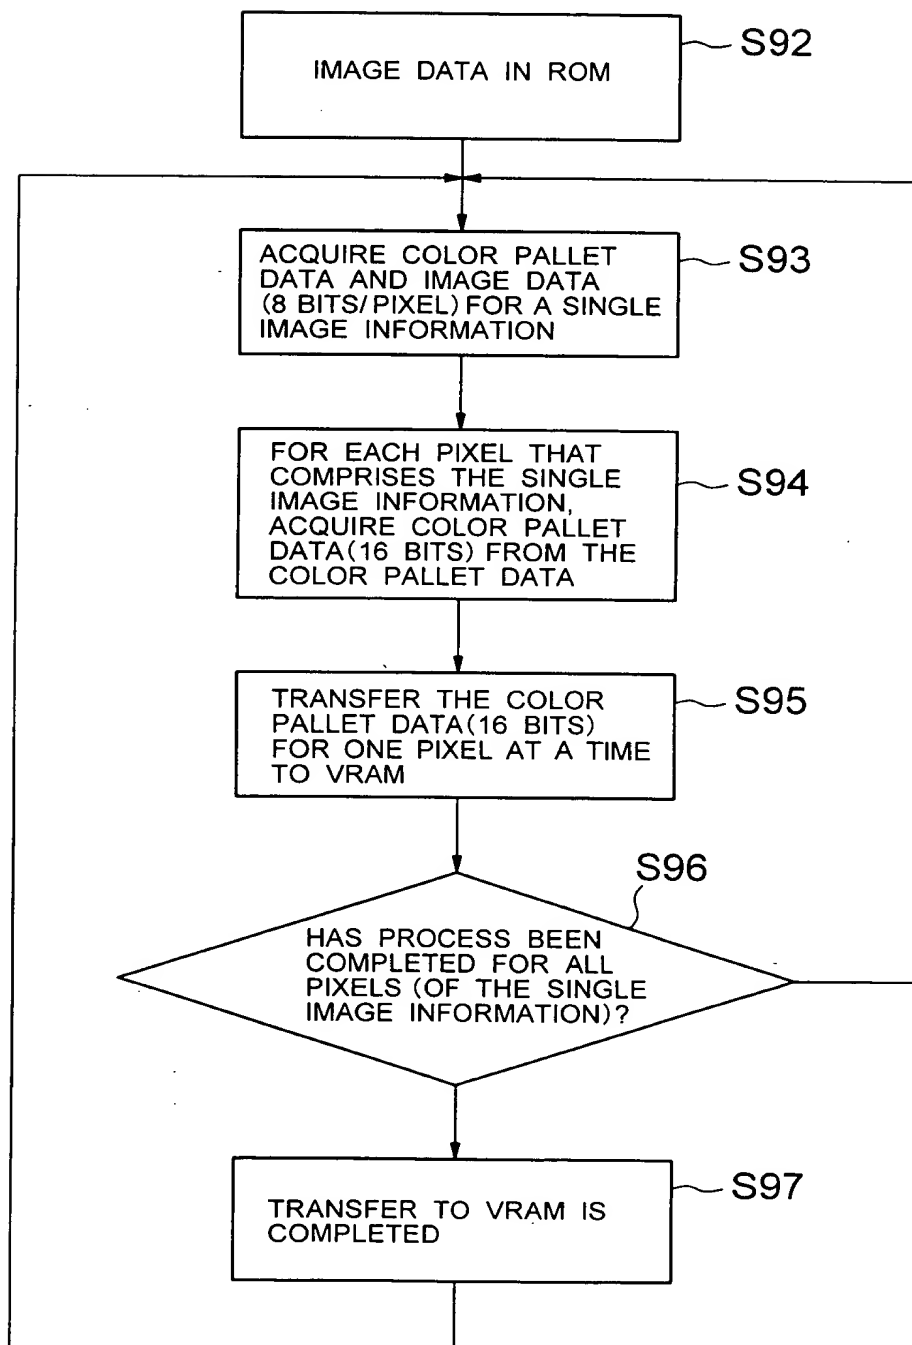 S92
IMAGE DATA IN ROM
S93
ACQUIRE COLOR PALLET
DATA AND IMAGE DATA
(8 BITS/PIXEL) FOR A SINGLE
IMAGE INFORMATION
S94
FOR EACH PIXEL THAT
COMPRISES THE SINGLE
IMAGE INFORMATION,
ACQUIRE COLOR PALLET
DATA(16 BITS) FROM THE
COLOR PALLET DATA
S95
TRANSFER THE COLOR
PALLET DATA(16 BITS)
FOR ONE PIXEL AT A TIME
TO VRAM
S96
HAS PROCESS BEEN
COMPLETED FOR ALL
PIXELS (OF THE SINGLE
IMAGE INFORMATION)?
S97
TRANSFER TO VRAM IS
COMPLETED